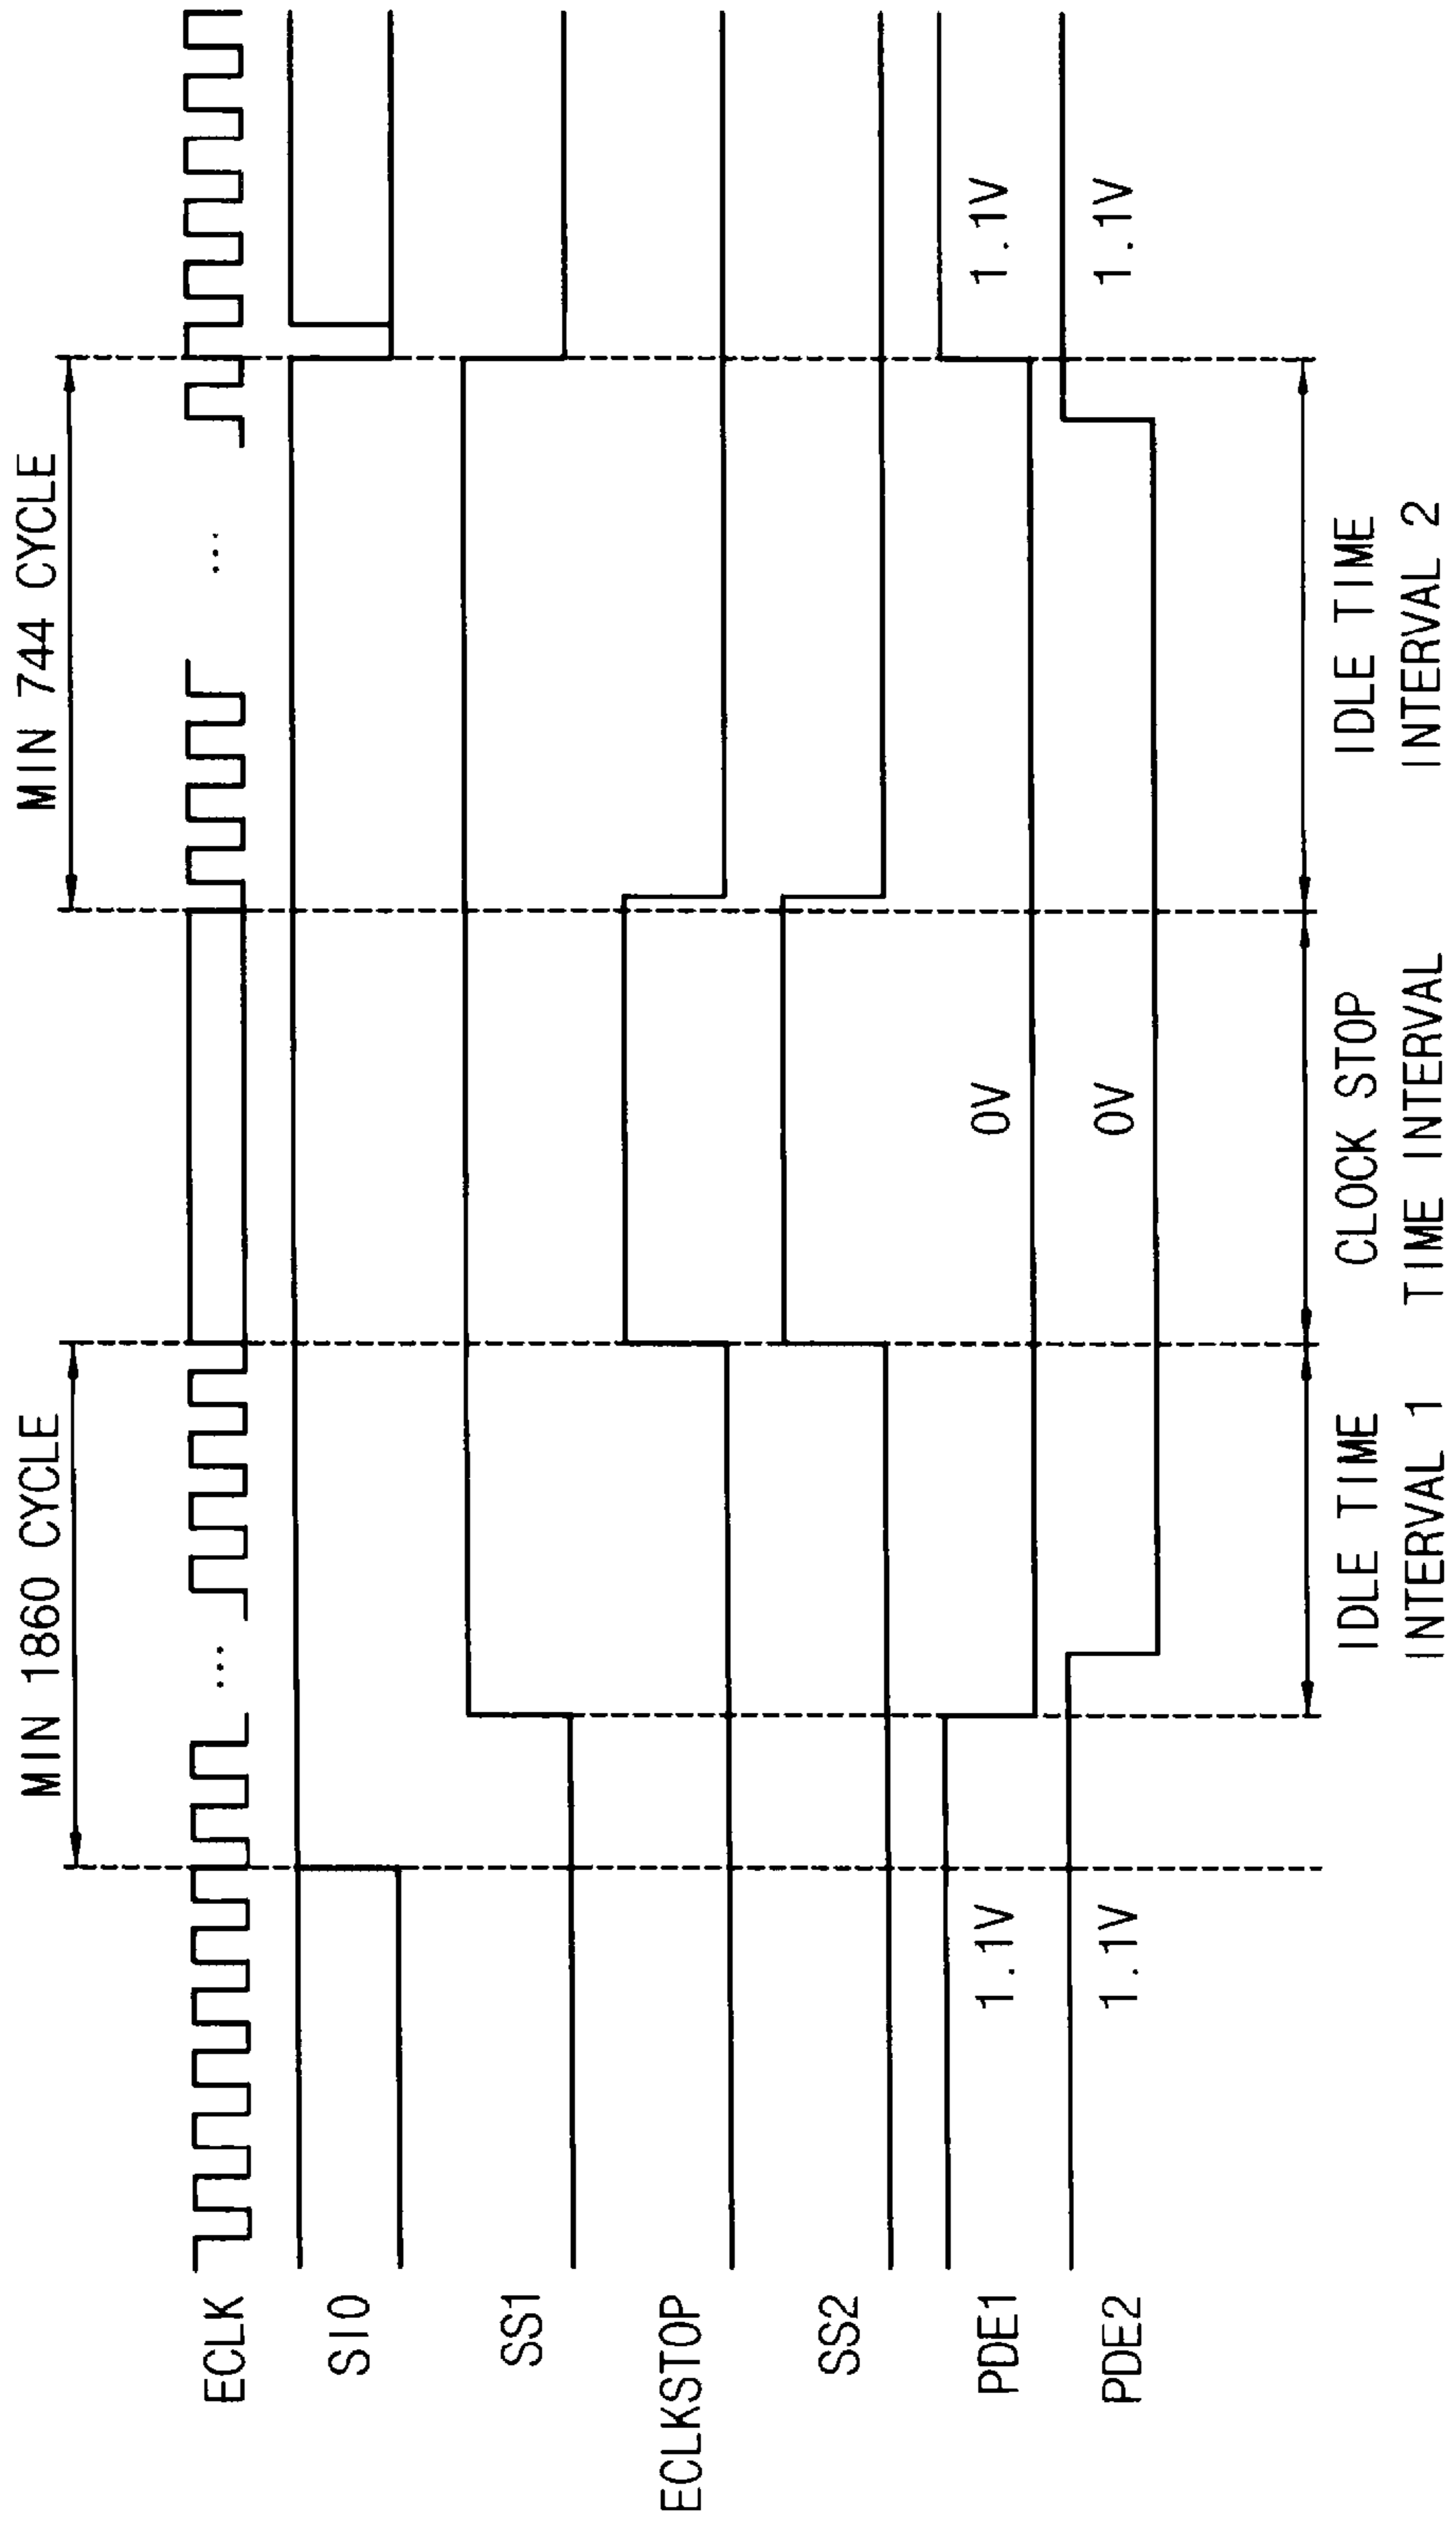 MIN 1860 CYCLE
MIN 744 CYCLE
ECLK
...
...
SIO
SS1
ECLKSTOP
SS2
PDE1
1.1V
0V
1.1V
PDE2
1.1V
0V
1.1V
IDLE TIME
INTERVAL 1
CLOCK STOP
TIME INTERVAL
IDLE TIME
INTERVAL 2